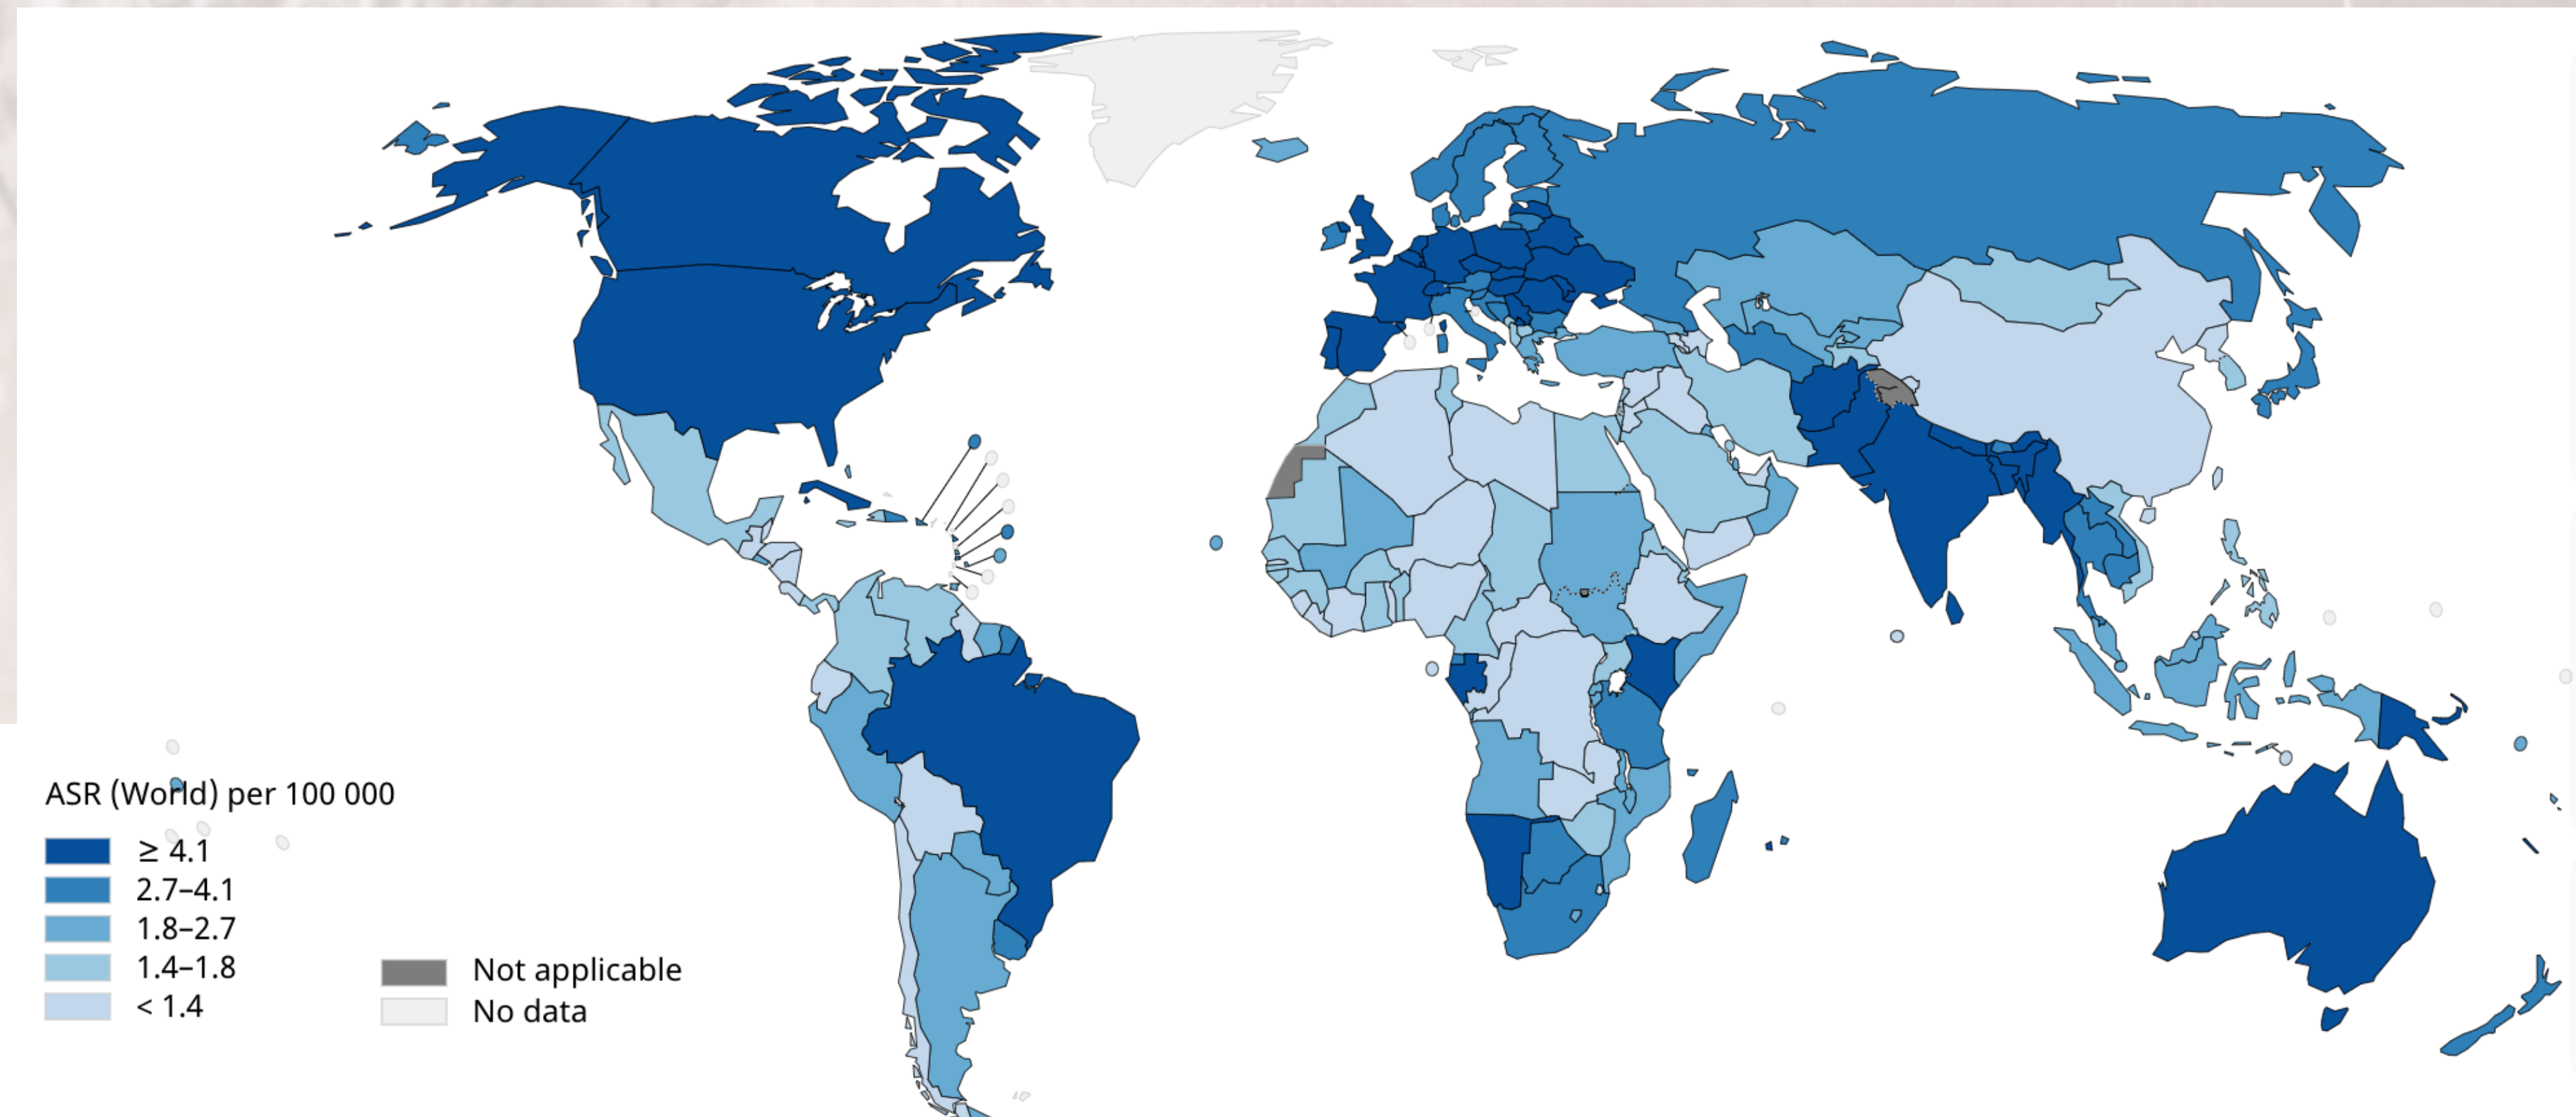 ASR (World) per 100 000
≥ 4.1
2.7–4.1
1.8–2.7
1.4–1.8
< 1.4
Not applicable
No data